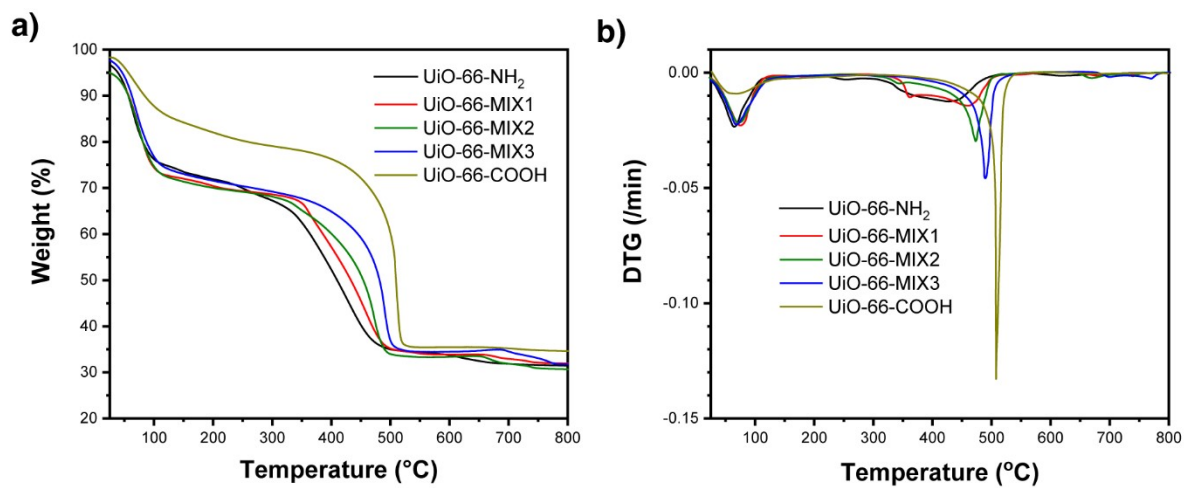 a)
100
90
80
70
60
50
40
30
20
Weight (%)
UiO-66-NH₂
UiO-66-MIX1
UiO-66-MIX2
UiO-66-MIX3
UiO-66-COOH
100 200 300 400 500 600 700 800
Temperature (°C)
b)
0.00
-0.05
-0.10
-0.15
DTG (/min)
UiO-66-NH₂
UiO-66-MIX1
UiO-66-MIX2
UiO-66-MIX3
UiO-66-COOH
100 200 300 400 500 600 700 800
Temperature (°C)